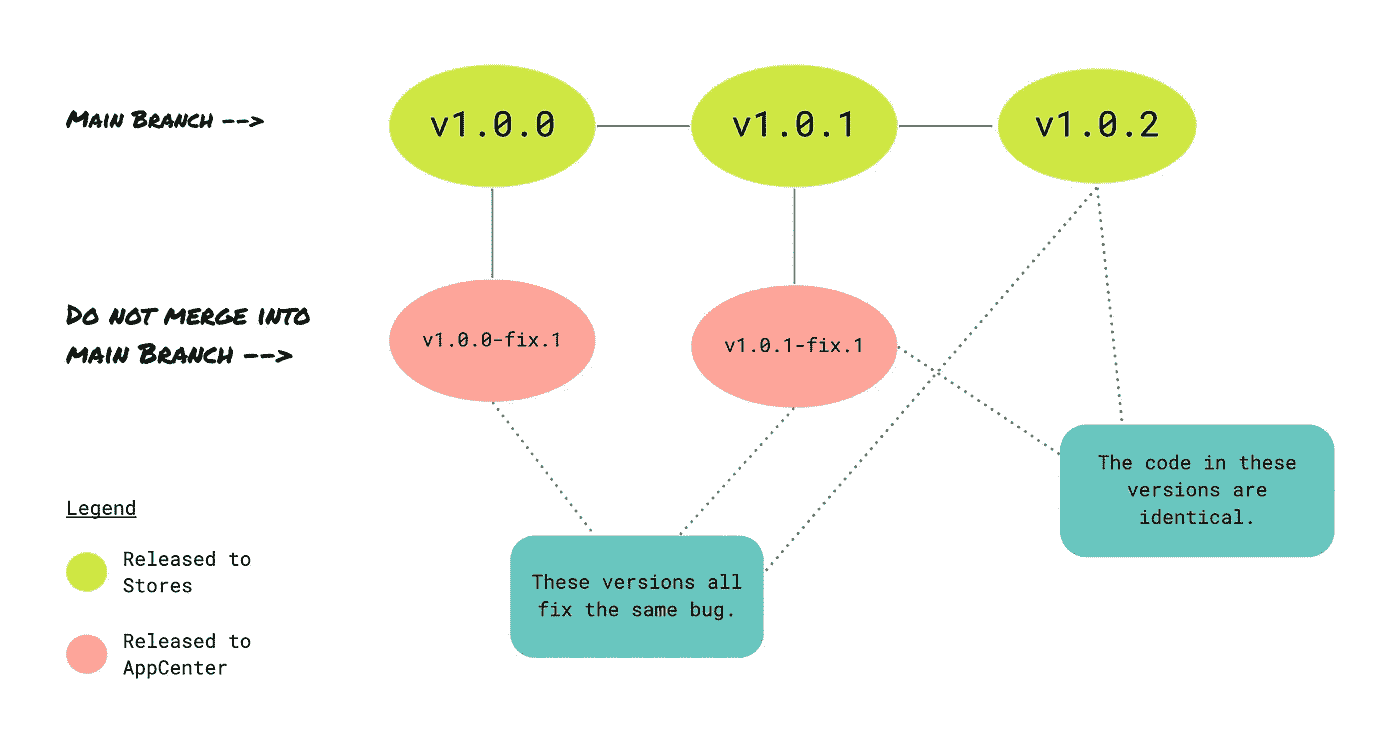 Main Branch -->
v1.0.0
v1.0.1
v1.0.2
Do not merge into
main Branch -->
v1.0.0-fix.1
v1.0.1-fix.1
The code in these
versions are
identical.
Legend
Released to
Stores
Released to
AppCenter
These versions all
fix the same bug.